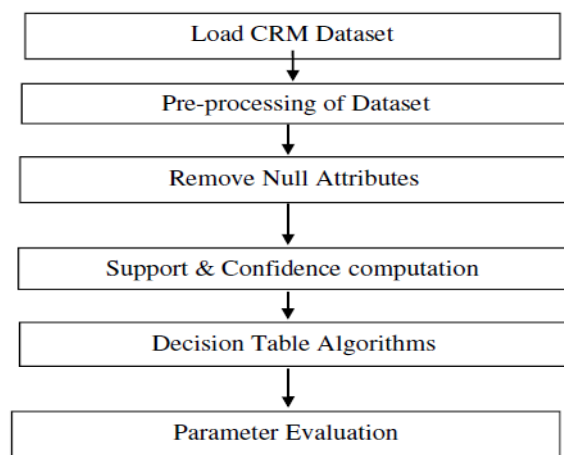 Load CRM Dataset
Pre-processing of Dataset
Remove Null Attributes
Support & Confidence computation
Decision Table Algorithms
Parameter Evaluation